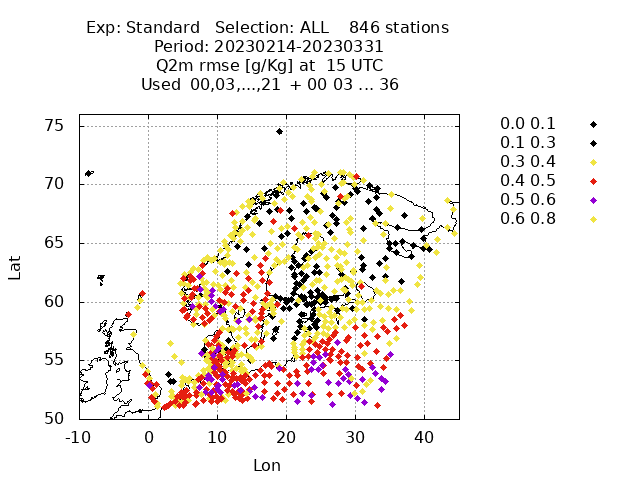 Exp: Standard   Selection: ALL    846 stations
Period: 20230214-20230331
Q2m rmse [g/Kg] at  15 UTC
Used  00,03,...,21  + 00 03 ... 36
75
70
65
60
55
50
-10 0 10 20 30 40
Lat
Lon
0.0 0.1
0.1 0.3
0.3 0.4
0.4 0.5
0.5 0.6
0.6 0.8